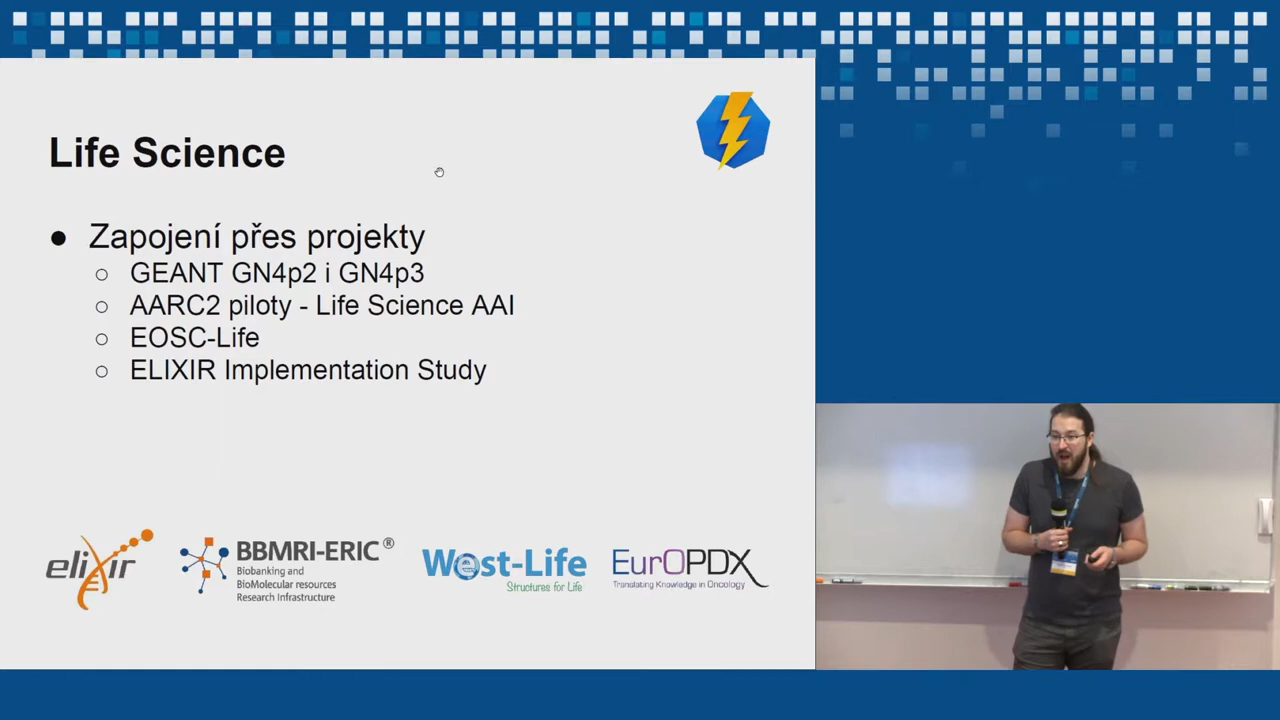 Life Science
● Zapojení přes projekty
○ GEANT GN4p2 i GN4p3
○ AARC2 piloty - Life Science AAI
○ EOSC-Life
○ ELIXIR Implementation Study
elixir
BBMRI-ERIC®
Biobanking and
BioMolecular resources
Research Infrastructure
West-Life
Structures for Life
EurOPDX
Translating Knowledge in Oncology